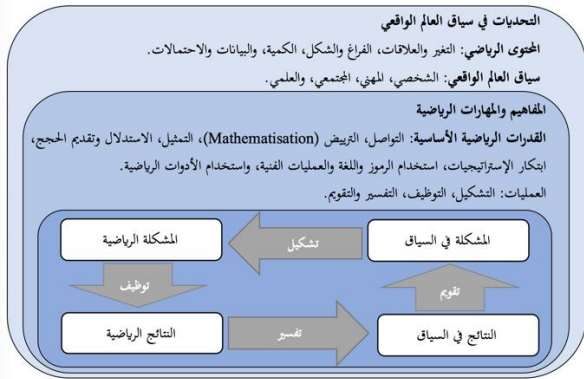 التحديات في سياق العالم الواقعي
المحتوى الرياضي: التغير والعلاقات، الفراغ والشكل، الكمية، والبيانات والاحتمالات.
سياق العالم الواقعي: الشخصي، المهني، المجتمعي، والعلمي.
المفاهيم والمهارات الرياضية
القدرات الرياضية الأساسية: التواصل، الترييض (Mathematisation)، التمثيل، الاستدلال وتقديم الحجج،
ابتكار الإستراتيجيات، استخدام الرموز واللغة والعمليات الفنية، واستخدام الأدوات الرياضية.
العمليات: التشكيل، التوظيف، التفسير والتقويم.
المشكلة في السياق
تشكيل
المشكلة الرياضية
تقويم
توظيف
النتائج في السياق
تفسير
النتائج الرياضية